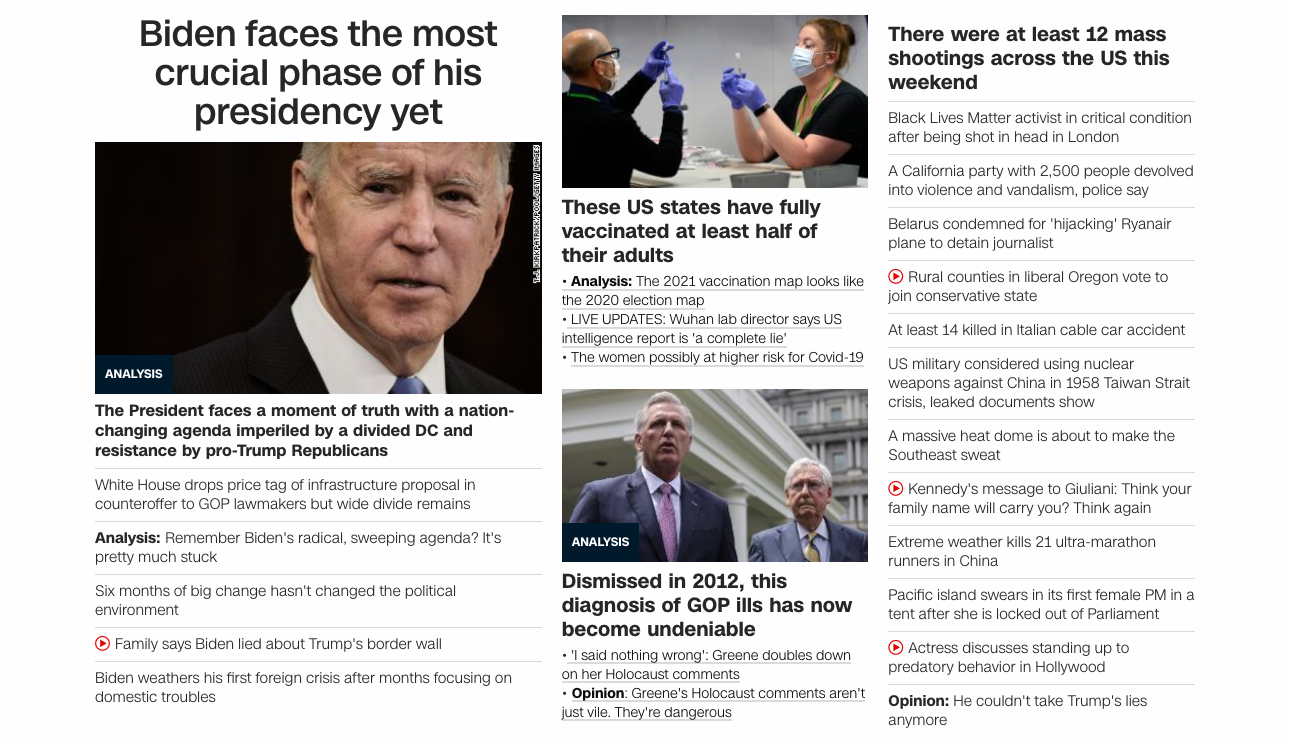 Biden faces the most
crucial phase of his
presidency yet
T.J. KIRKPATRICK/POOL/GETTY IMAGES
ANALYSIS
The President faces a moment of truth with a nation-
changing agenda imperiled by a divided DC and
resistance by pro-Trump Republicans
White House drops price tag of infrastructure proposal in
counteroffer to GOP lawmakers but wide divide remains
Analysis: Remember Biden's radical, sweeping agenda? It's
pretty much stuck
Six months of big change hasn't changed the political
environment
Family says Biden lied about Trump's border wall
Biden weathers his first foreign crisis after months focusing on
domestic troubles
These US states have fully
vaccinated at least half of
their adults
• Analysis: The 2021 vaccination map looks like
the 2020 election map
• LIVE UPDATES: Wuhan lab director says US
intelligence report is 'a complete lie'
• The women possibly at higher risk for Covid-19
ANALYSIS
Dismissed in 2012, this
diagnosis of GOP ills has now
become undeniable
• 'I said nothing wrong': Greene doubles down
on her Holocaust comments
• Opinion: Greene's Holocaust comments aren't
just vile. They're dangerous
There were at least 12 mass
shootings across the US this
weekend
Black Lives Matter activist in critical condition
after being shot in head in London
A California party with 2,500 people devolved
into violence and vandalism, police say
Belarus condemned for 'hijacking' Ryanair
plane to detain journalist
Rural counties in liberal Oregon vote to
join conservative state
At least 14 killed in Italian cable car accident
US military considered using nuclear
weapons against China in 1958 Taiwan Strait
crisis, leaked documents show
A massive heat dome is about to make the
Southeast sweat
Kennedy's message to Giuliani: Think your
family name will carry you? Think again
Extreme weather kills 21 ultra-marathon
runners in China
Pacific island swears in its first female PM in a
tent after she is locked out of Parliament
Actress discusses standing up to
predatory behavior in Hollywood
Opinion: He couldn't take Trump's lies
anymore